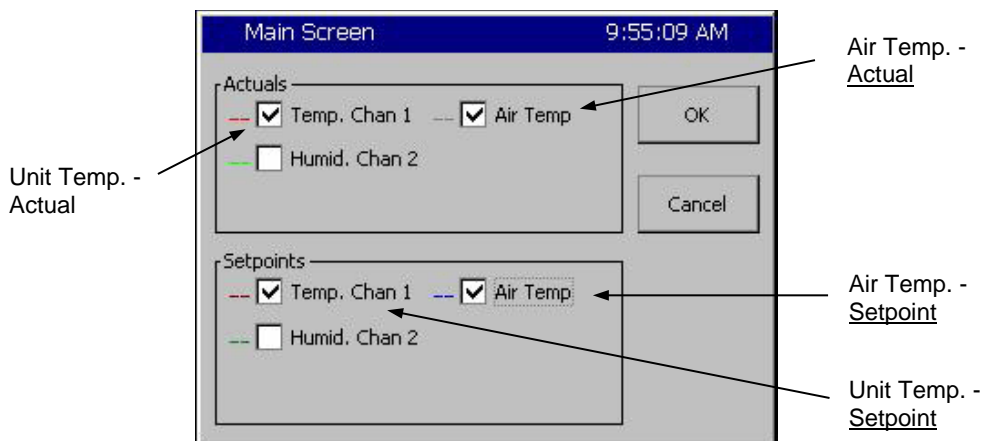 Main Screen 9:55:09 AM
Air Temp. -
Actual
Actuals
-- Temp. Chan 1 -- Air Temp
OK
-- Humid. Chan 2
Unit Temp. -
Actual
Cancel
Setpoints
-- Temp. Chan 1 -- Air Temp
Air Temp. -
Setpoint
-- Humid. Chan 2
Unit Temp. -
Setpoint